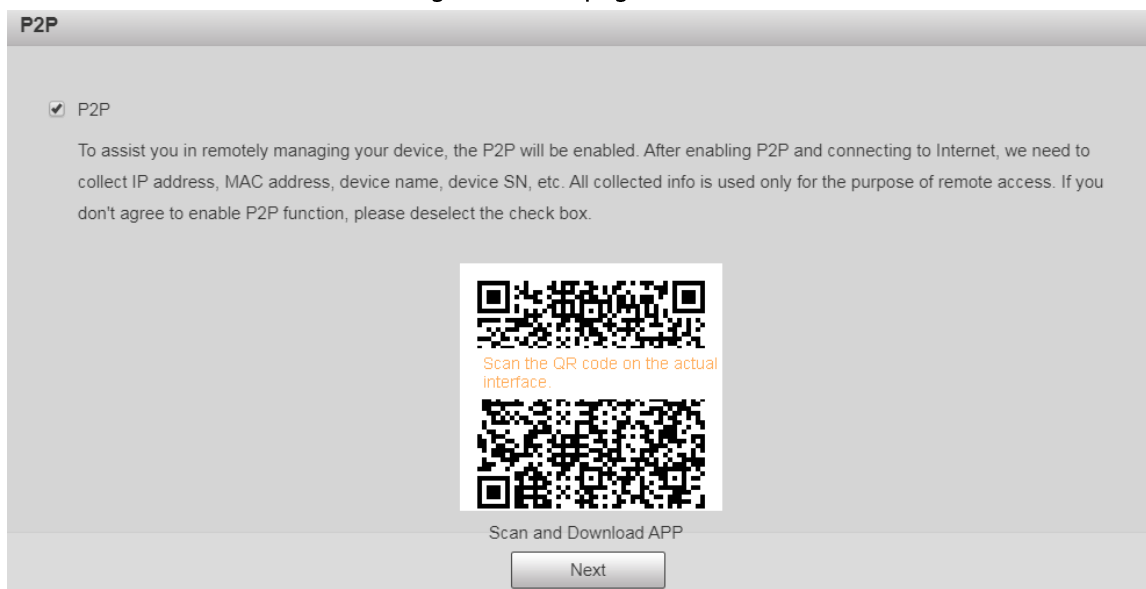 P2P
P2P
To assist you in remotely managing your device, the P2P will be enabled. After enabling P2P and connecting to Internet, we need to
collect IP address, MAC address, device name, device SN, etc. All collected info is used only for the purpose of remote access. If you
don't agree to enable P2P function, please deselect the check box.
Scan the QR code on the actual
interface.
Scan and Download APP
Next